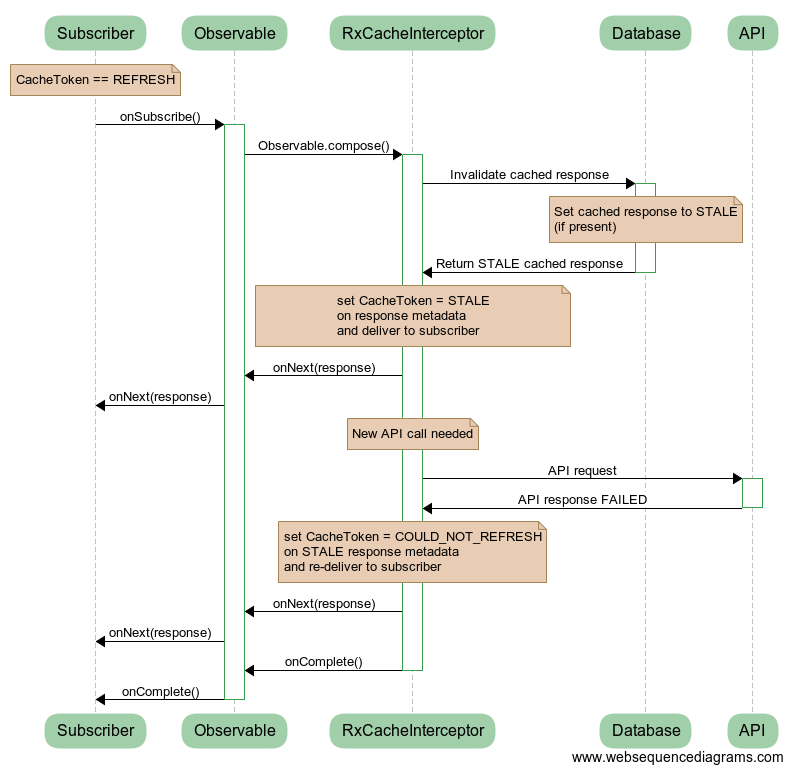 Subscriber
Observable
RxCacheInterceptor
Database
API
CacheToken == REFRESH
onSubscribe()
Observable.compose()
Invalidate cached response
Set cached response to STALE
(if present)
Return STALE cached response
set CacheToken = STALE
on response metadata
and deliver to subscriber
onNext(response)
onNext(response)
New API call needed
API request
API response FAILED
set CacheToken = COULD_NOT_REFRESH
on STALE response metadata
and re-deliver to subscriber
onNext(response)
onNext(response)
onComplete()
onComplete()
Subscriber
Observable
RxCacheInterceptor
Database
API
www.websequencediagrams.com